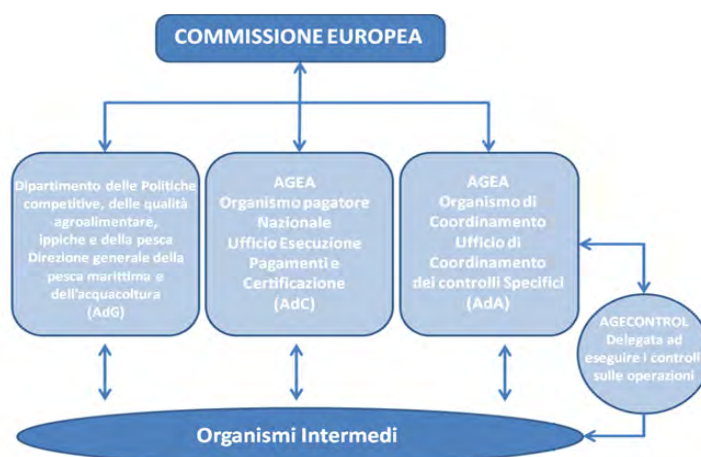 COMMISSIONE EUROPEA
Dipartimento delle Politiche
competitive, delle qualità
agroalimentare,
ippiche e della pesca
Direzione generale della
pesca marittima e
dell'acquacoltura
(AdG)
AGEA
Organismo pagatore
Nazionale
Ufficio Esecuzione
Pagamenti e
Certificazione
(AdC)
AGEA
Organismo di
Coordinamento
Ufficio di
Coordinamento
dei controlli Specifici
(AdA)
AGECONTROL
Delegata ad
eseguire i controlli
sulle operazioni
Organismi Intermedi